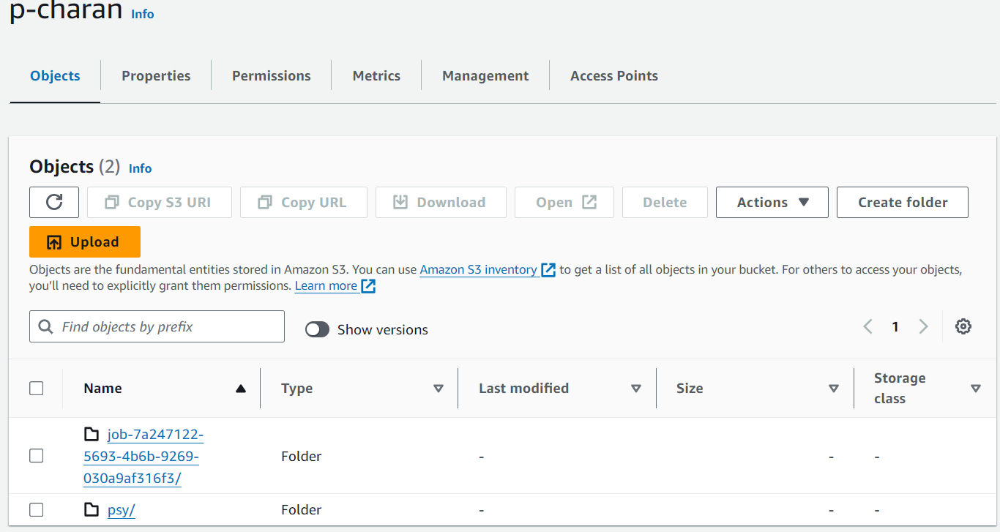 p-charan Info
Objects Properties Permissions Metrics Management Access Points
Objects (2) Info
Copy S3 URI Copy URL Download Open Delete Actions Create folder
Upload
Objects are the fundamental entities stored in Amazon S3. You can use Amazon S3 inventory to get a list of all objects in your bucket. For others to access your objects,
you’ll need to explicitly grant them permissions. Learn more
Find objects by prefix Show versions 1
Name Type Last modified Size Storage
class
job-7a247122-
5693-4b6b-9269- Folder - - -
030a9af316f3/
psy/ Folder - - -